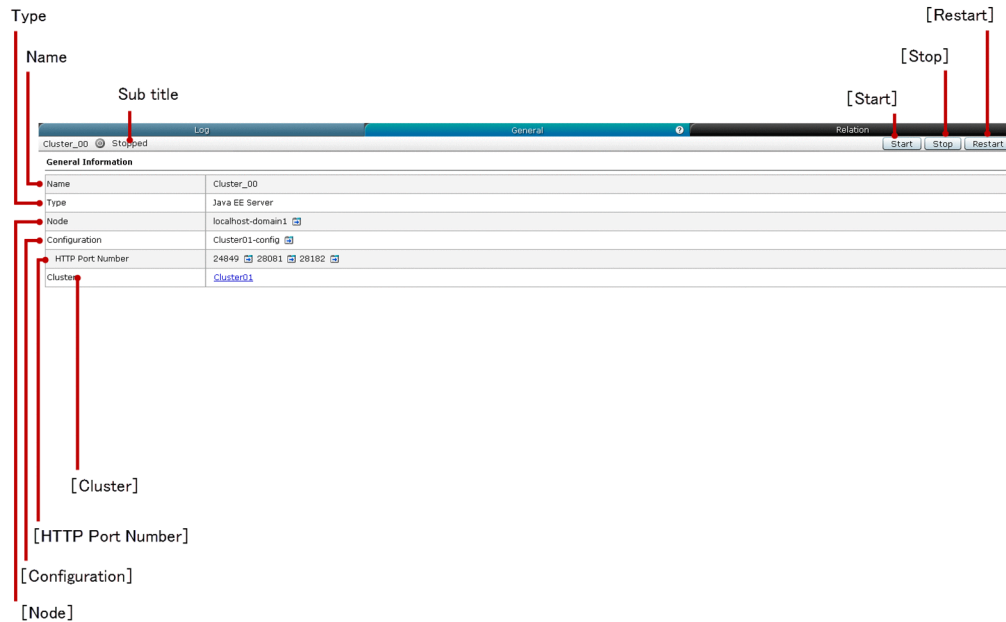 Type
[Restart]
Name
[Stop]
Sub title
[Start]
Log
General
?
Relation
Cluster_00 Stopped
Start Stop Restart
General Information
Name Cluster_00
Type Java EE Server
Node localhost-domain1
Configuration Cluster01-config
HTTP Port Number 24849 28081 28182
Cluster Cluster01
[Cluster]
[HTTP Port Number]
[Configuration]
[Node]